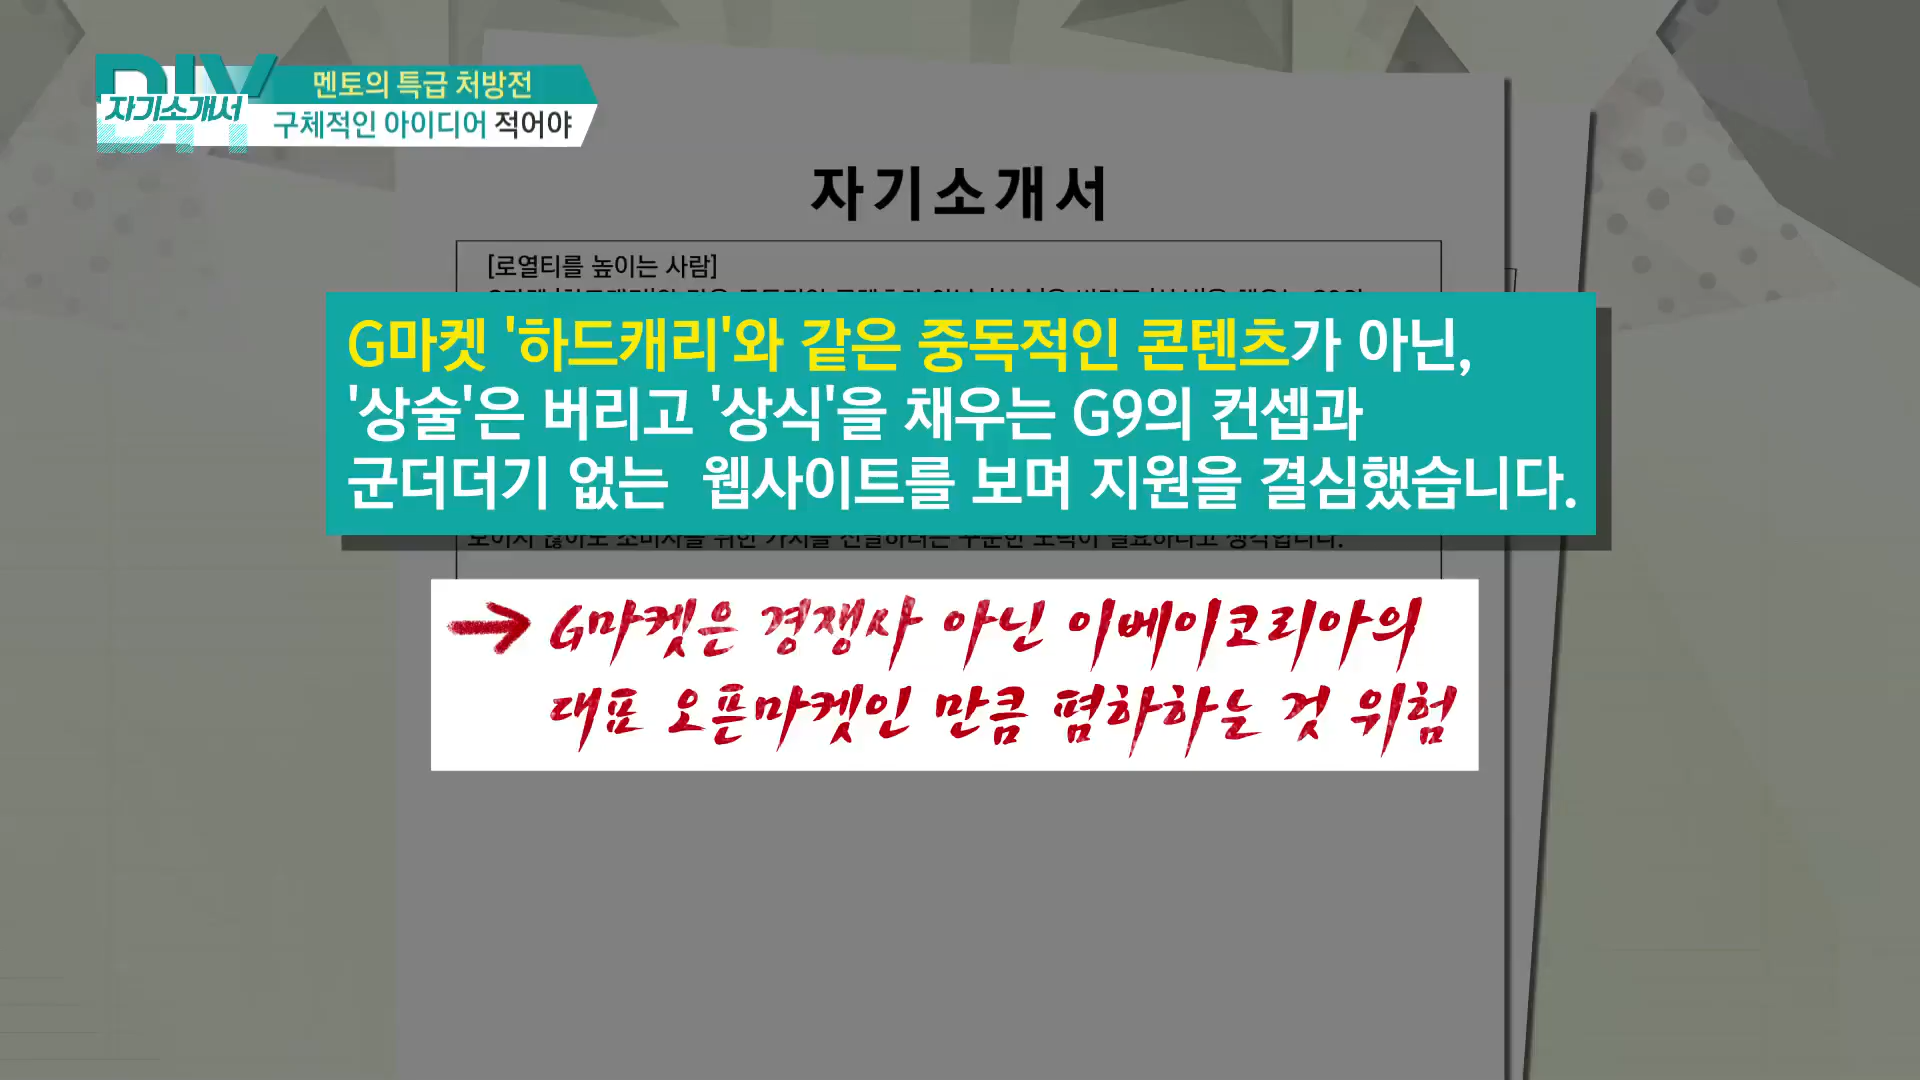 DIY
자기소개서
멘토의 특급 처방전
구체적인 아이디어 적어야
자기소개서
[로열티를 높이는 사람]
G마켓 '하드캐리'와 같은 중독적인 콘텐츠가 아닌,
'상술'은 버리고 '상식'을 채우는 G9의 컨셉과
군더더기 없는 웹사이트를 보며 지원을 결심했습니다.
→ G마켓은 경쟁사 아닌 이베이코리아의
대표 오픈마켓인 만큼 폄하하는 것 위험